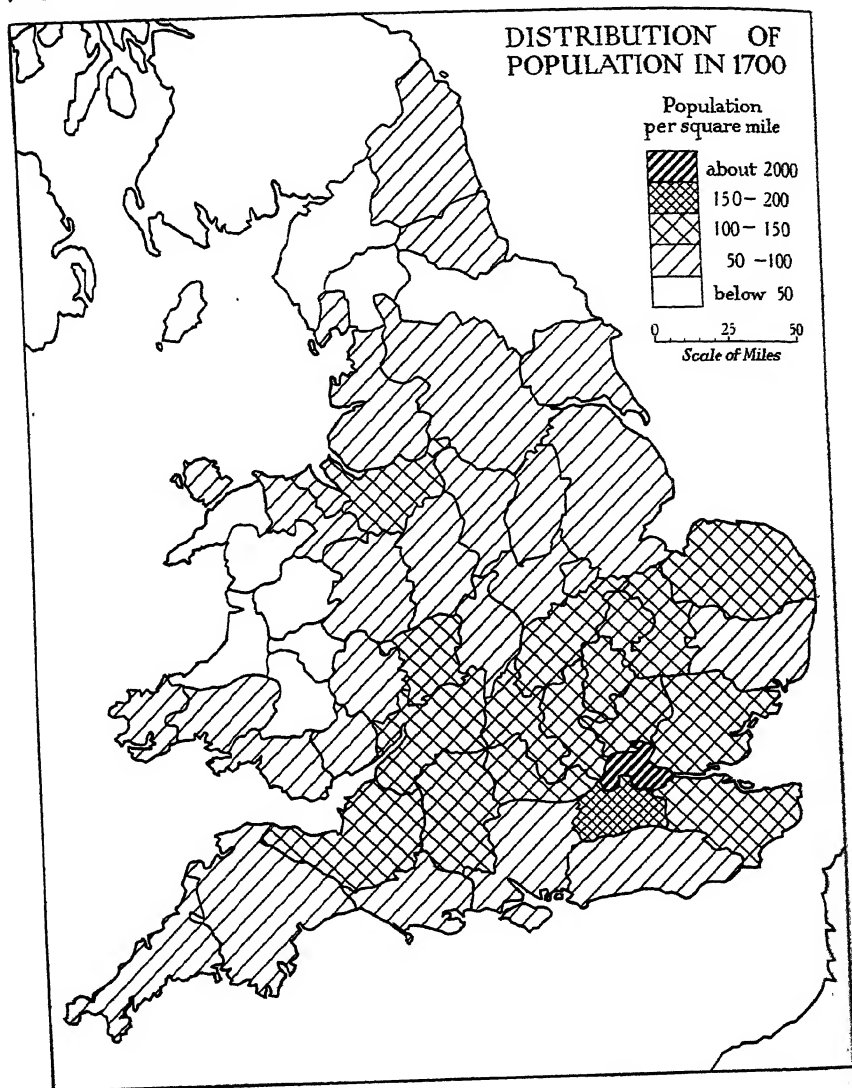 DISTRIBUTION OF
POPULATION IN 1700
Population
per square mile
about 2000
150 – 200
100 – 150
50 – 100
below 50
0 25 50
Scale of Miles